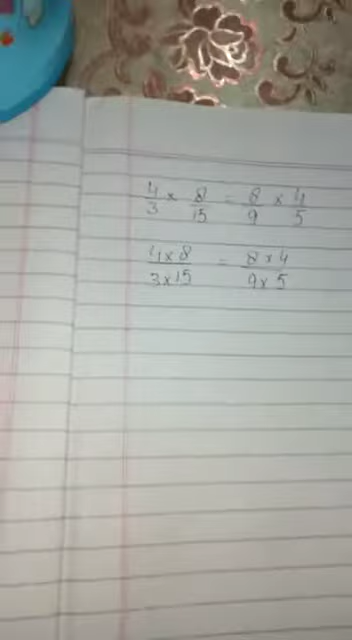 4/3 × 8/15 = 8/9 × 4/5
4×8/3×15 = 8×4/9×5